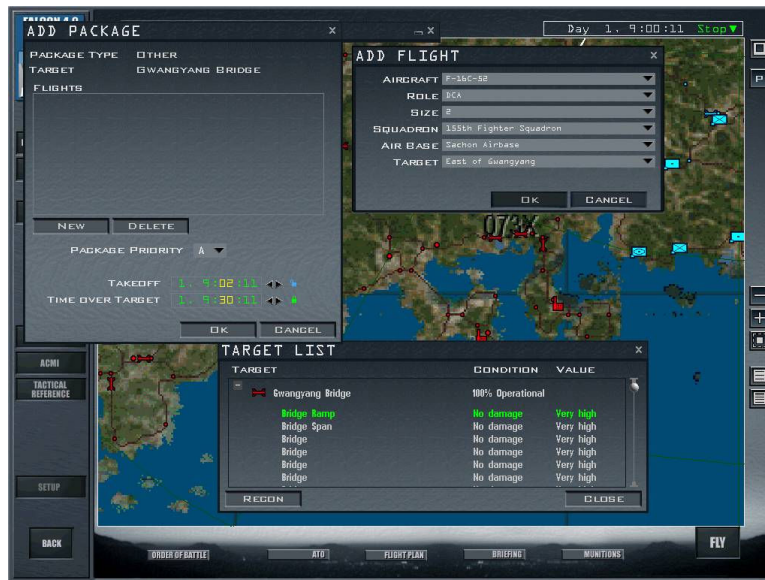 FALCON 4.0
ADD PACKAGE
x
x
Day 1. 9:00:11 Stop
PACKAGE TYPE OTHER
TARGET GWANGYANG BRIDGE
FLIGHTS
NEW DELETE
PACKAGE PRIORITY A
TAKEOFF 1. 9:02:11
TIME OVER TARGET 1. 9:30:11
OK CANCEL
ADD FLIGHT
x
AIRCRAFT F-16C-52
ROLE DCA
SIZE 2
SQUADRON 155th Fighter Squadron
AIR BASE Sachon Airbase
TARGET East of Gwangyang
OK CANCEL
073X
P
TARGET LIST
x
TARGET CONDITION VALUE
Gwangyang Bridge 100% Operational
Bridge Ramp No damage Very high
Bridge Span No damage Very high
Bridge No damage Very high
Bridge No damage Very high
Bridge No damage Very high
Bridge No damage Very high
RECON CLOSE
ACMI
TACTICAL
REFERENCE
SETUP
BACK
ORDER OF BATTLE ATO FLIGHT PLAN BRIEFING MUNITIONS
FLY